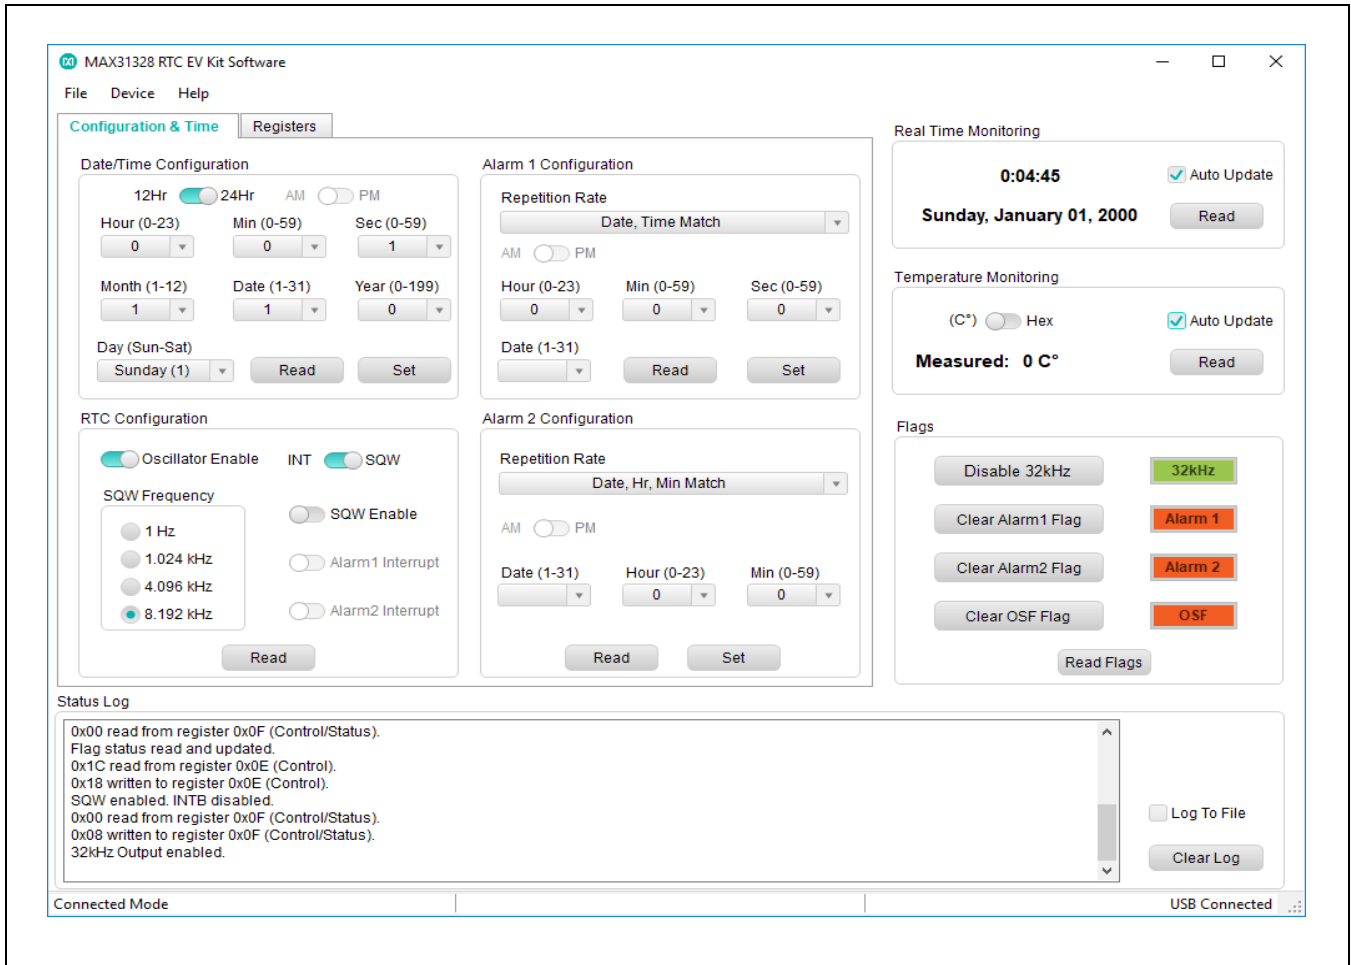 MAX31328 RTC EV Kit Software
File Device Help
Configuration & Time Registers
Date/Time Configuration
12Hr 24Hr AM PM
Hour (0-23) Min (0-59) Sec (0-59)
0 0 1
Month (1-12) Date (1-31) Year (0-199)
1 1 0
Day (Sun-Sat)
Sunday (1) Read Set
Alarm 1 Configuration
Repetition Rate
Date, Time Match
AM PM
Hour (0-23) Min (0-59) Sec (0-59)
0 0 0
Date (1-31)
Read Set
RTC Configuration
Oscillator Enable INT SQW
SQW Frequency
SQW Enable
1 Hz
1.024 kHz
Alarm1 Interrupt
4.096 kHz
8.192 kHz
Alarm2 Interrupt
Read
Alarm 2 Configuration
Repetition Rate
Date, Hr, Min Match
AM PM
Date (1-31) Hour (0-23) Min (0-59)
0 0
Read Set
Real Time Monitoring
0:04:45 Auto Update
Sunday, January 01, 2000 Read
Temperature Monitoring
(C°) Hex Auto Update
Measured: 0 C° Read
Flags
Disable 32kHz 32kHz
Clear Alarm1 Flag Alarm 1
Clear Alarm2 Flag Alarm 2
Clear OSF Flag OSF
Read Flags
Status Log
0x00 read from register 0x0F (Control/Status).
Flag status read and updated.
0x1C read from register 0x0E (Control).
0x18 written to register 0x0E (Control).
SQW enabled. INTB disabled.
0x00 read from register 0x0F (Control/Status).
0x08 written to register 0x0F (Control/Status).
32kHz Output enabled.
Log To File
Clear Log
Connected Mode USB Connected